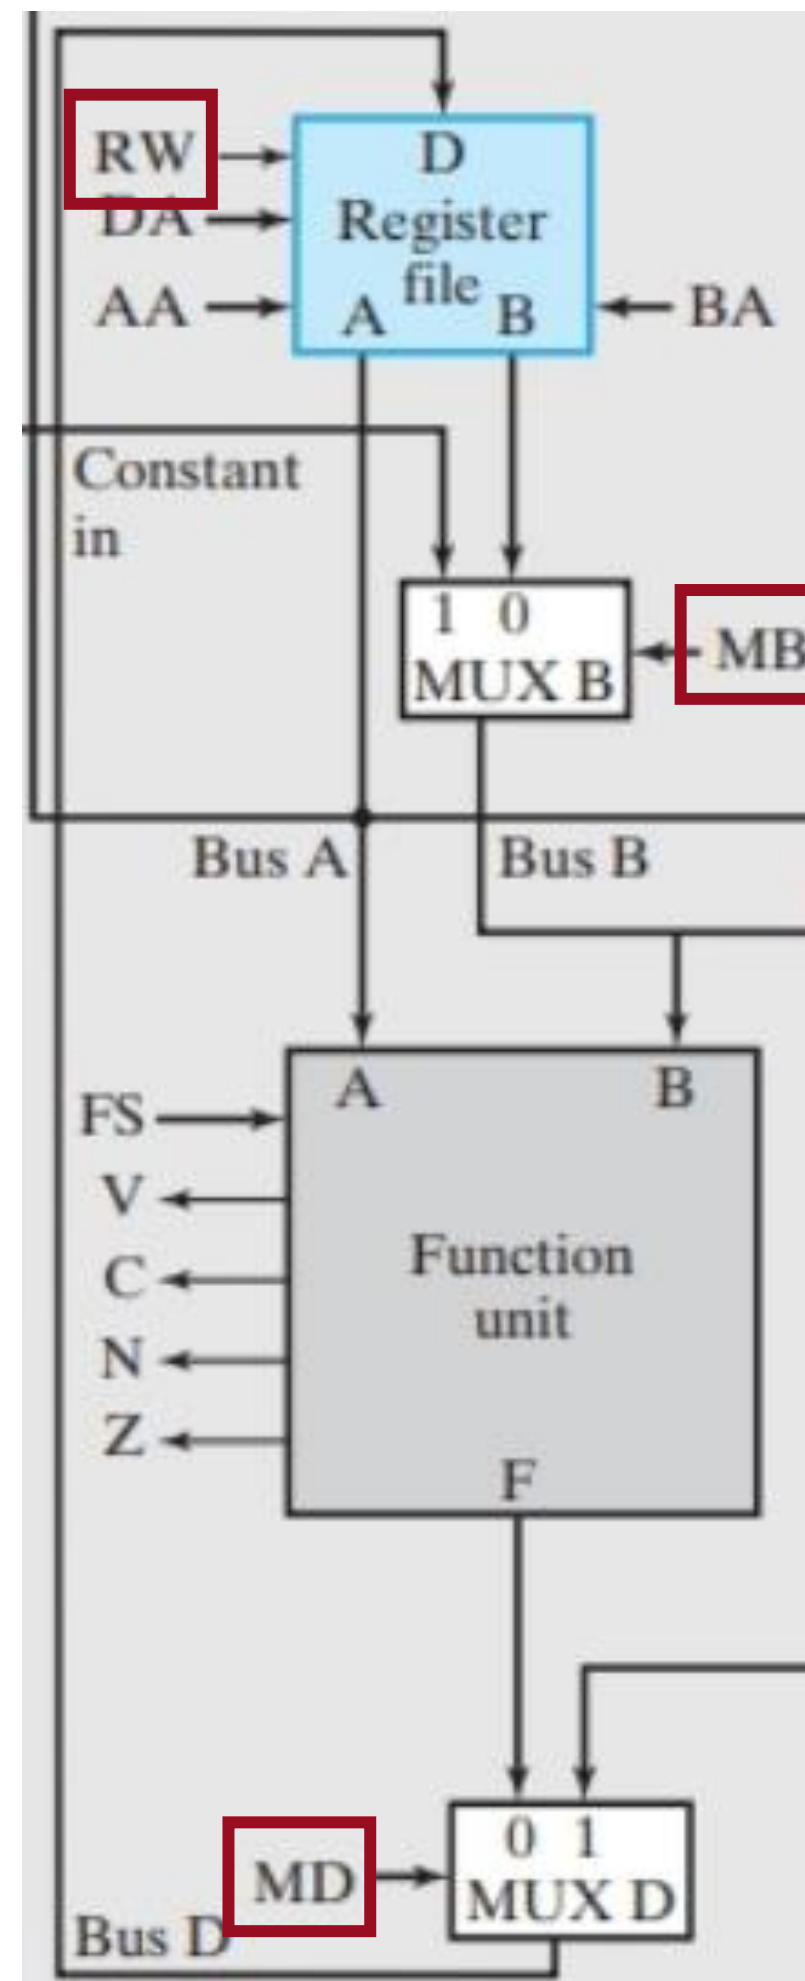 RW
D
DA
Register
file
AA
A
B
BA
Constant
in
1 0
MUX B
MB
Bus A
Bus B
A
B
FS
V
C
N
Z
Function
unit
F
0 1
MUX D
MD
Bus D